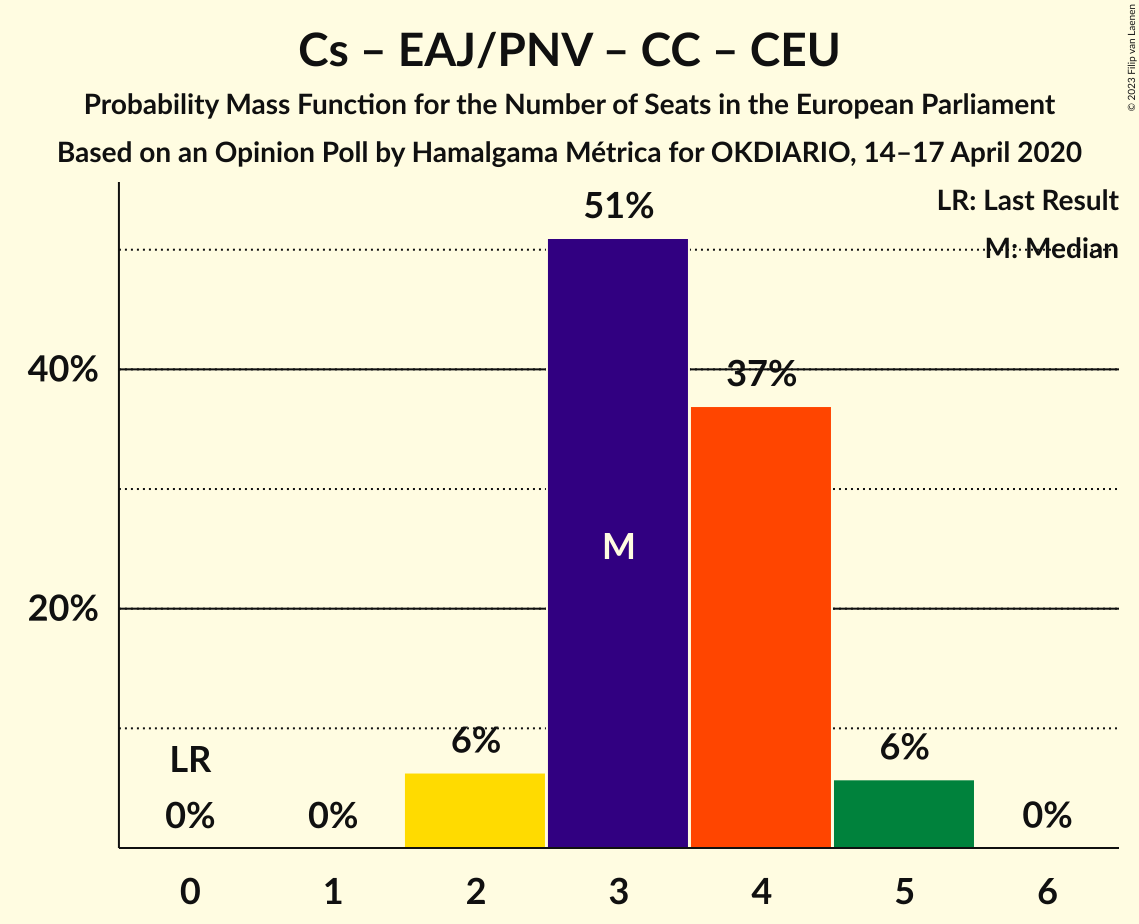 Cs – EAJ/PNV – CC – CEU
Probability Mass Function for the Number of Seats in the European Parliament
Based on an Opinion Poll by Hamalgama Métrica for OKDIARIO, 14–17 April 2020
© 2023 Filip van Laenen
LR: Last Result
M: Median
51%
40%
37%
M
20%
6%
6%
LR
0%
0%
0%
0 1 2 3 4 5 6